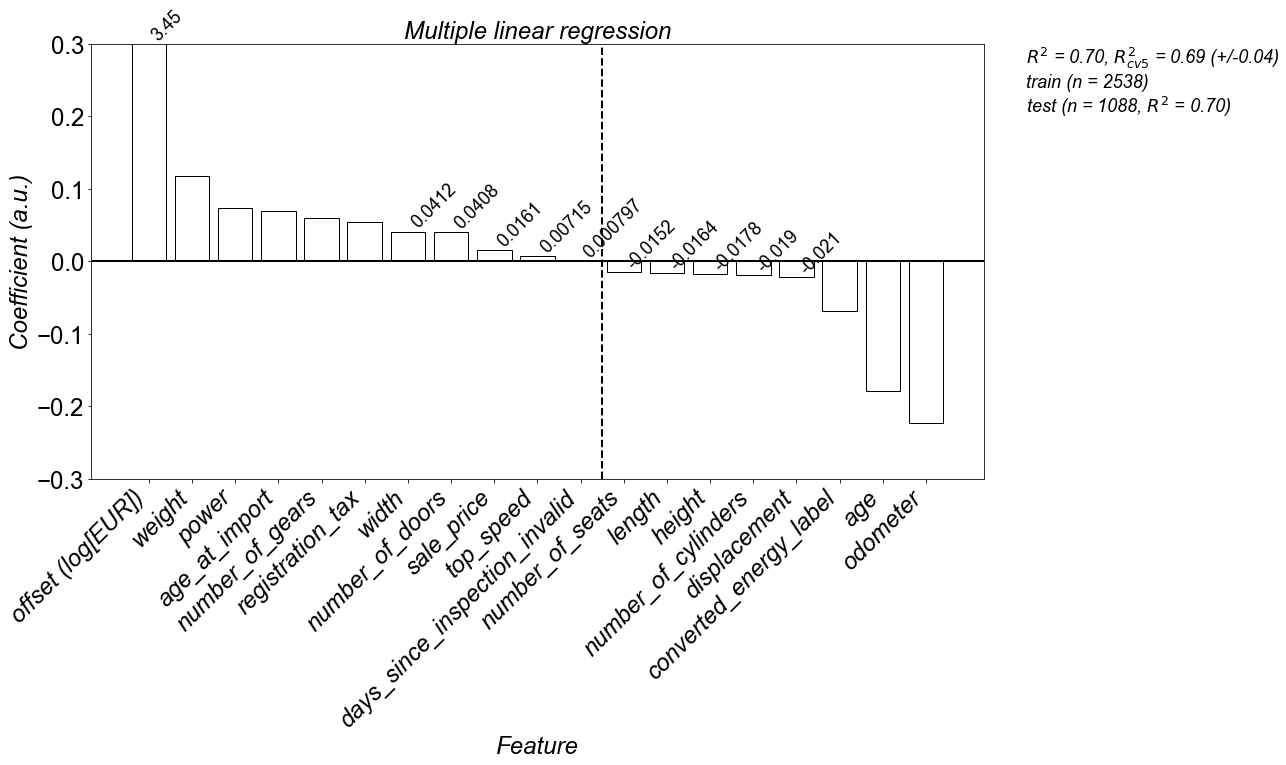 Multiple linear regression
R² = 0.70, R²cv5 = 0.69 (+/-0.04)
train (n = 2538)
test (n = 1088, R² = 0.70)
Coefficient (a.u.)
0.3
0.2
0.1
0.0
−0.1
−0.2
−0.3
3.45
0.0412
0.0408
0.0161
0.00715
0.000797
-0.0152
-0.0164
-0.0178
-0.019
-0.021
offset (log[EUR])
weight
power
age_at_import
number_of_gears
registration_tax
width
number_of_doors
sale_price
top_speed
days_since_inspection_invalid
number_of_seats
length
height
number_of_cylinders
displacement
converted_energy_label
age
odometer
Feature